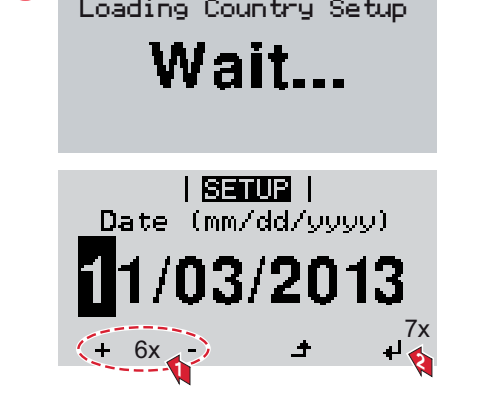 Loading Country Setup
Wait...
| SETUP |
Date (mm/dd/yyyy)
11/03/2013
7x
+ 6x -
1
2